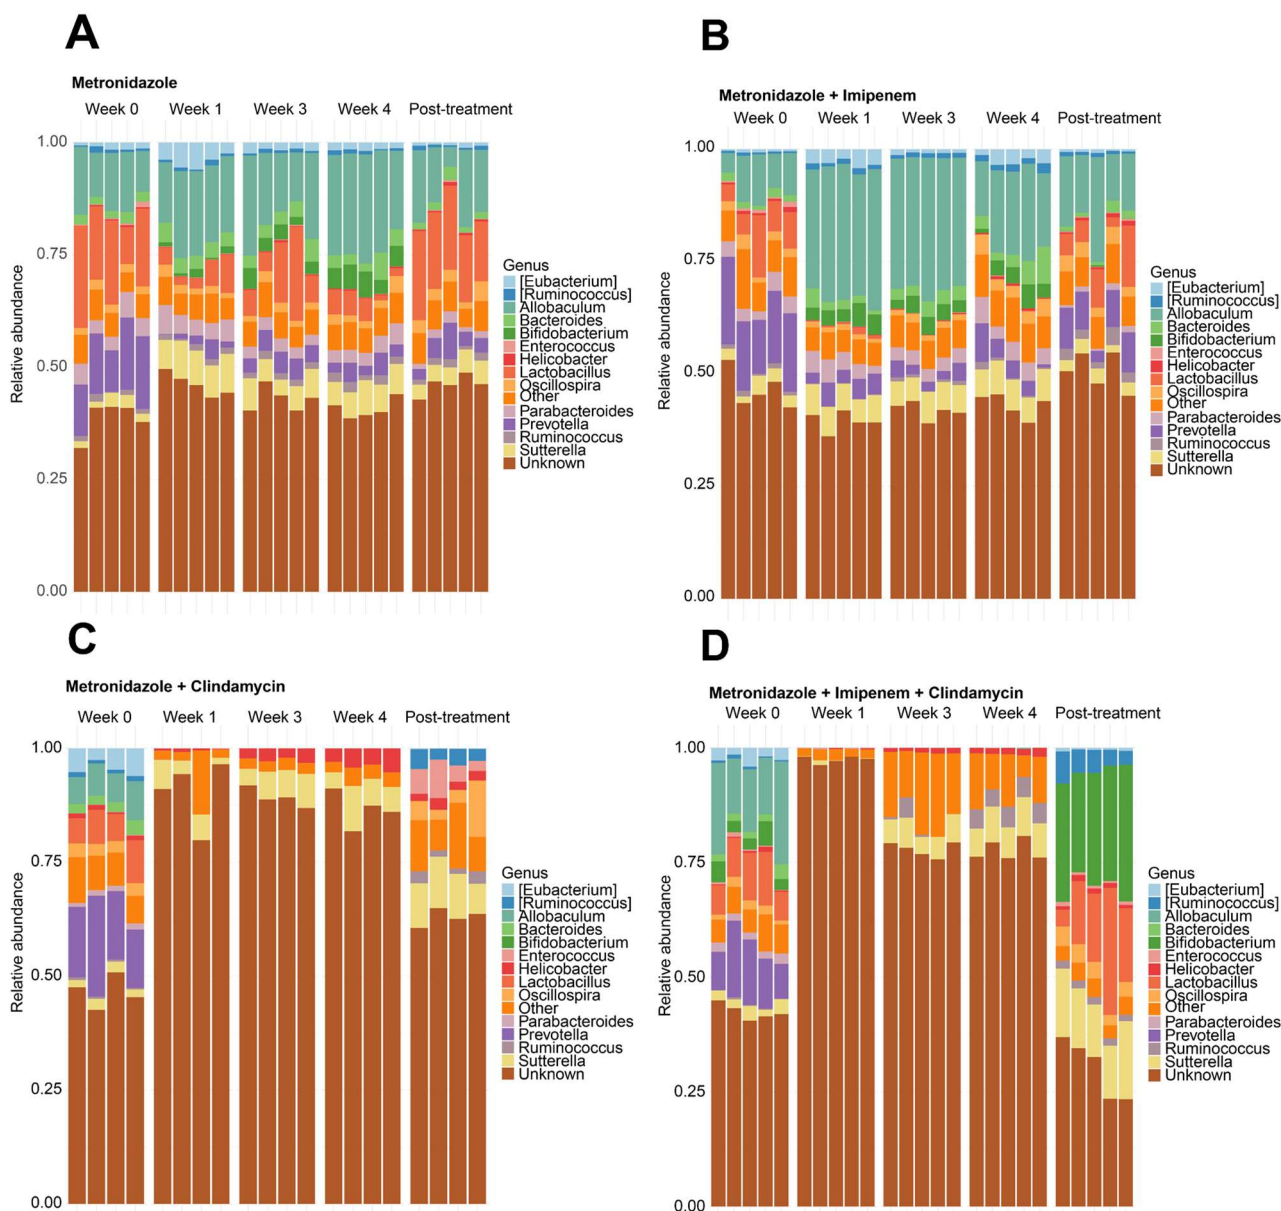 A
Metronidazole
Week 0 Week 1 Week 3 Week 4 Post-treatment
Relative abundance
1.00
0.75
0.50
0.25
0.00
Genus
[Eubacterium]
[Ruminococcus]
Allobaculum
Bacteroides
Bifidobacterium
Enterococcus
Helicobacter
Lactobacillus
Oscillospira
Other
Parabacteroides
Prevotella
Ruminococcus
Sutterella
Unknown
B
Metronidazole + Imipenem
Week 0 Week 1 Week 3 Week 4 Post-treatment
Relative abundance
1.00
0.75
0.50
0.25
0.00
Genus
[Eubacterium]
[Ruminococcus]
Allobaculum
Bacteroides
Bifidobacterium
Enterococcus
Helicobacter
Lactobacillus
Oscillospira
Other
Parabacteroides
Prevotella
Ruminococcus
Sutterella
Unknown
C
Metronidazole + Clindamycin
Week 0 Week 1 Week 3 Week 4 Post-treatment
Relative abundance
1.00
0.75
0.50
0.25
0.00
Genus
[Eubacterium]
[Ruminococcus]
Allobaculum
Bacteroides
Bifidobacterium
Enterococcus
Helicobacter
Lactobacillus
Oscillospira
Other
Parabacteroides
Prevotella
Ruminococcus
Sutterella
Unknown
D
Metronidazole + Imipenem + Clindamycin
Week 0 Week 1 Week 3 Week 4 Post-treatment
Relative abundance
1.00
0.75
0.50
0.25
0.00
Genus
[Eubacterium]
[Ruminococcus]
Allobaculum
Bacteroides
Bifidobacterium
Enterococcus
Helicobacter
Lactobacillus
Oscillospira
Other
Parabacteroides
Prevotella
Ruminococcus
Sutterella
Unknown